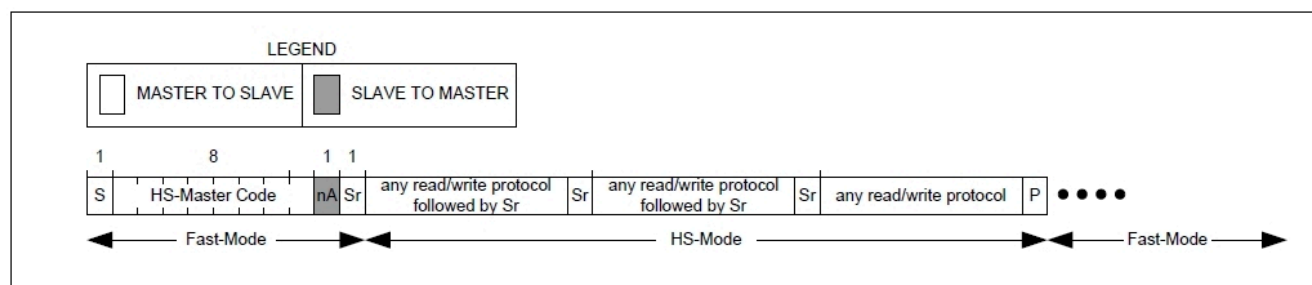 LEGEND
MASTER TO SLAVE SLAVE TO MASTER
1 8 1 1
S HS-Master Code nA Sr any read/write protocol followed by Sr Sr any read/write protocol followed by Sr Sr any read/write protocol P
Fast-Mode HS-Mode Fast-Mode